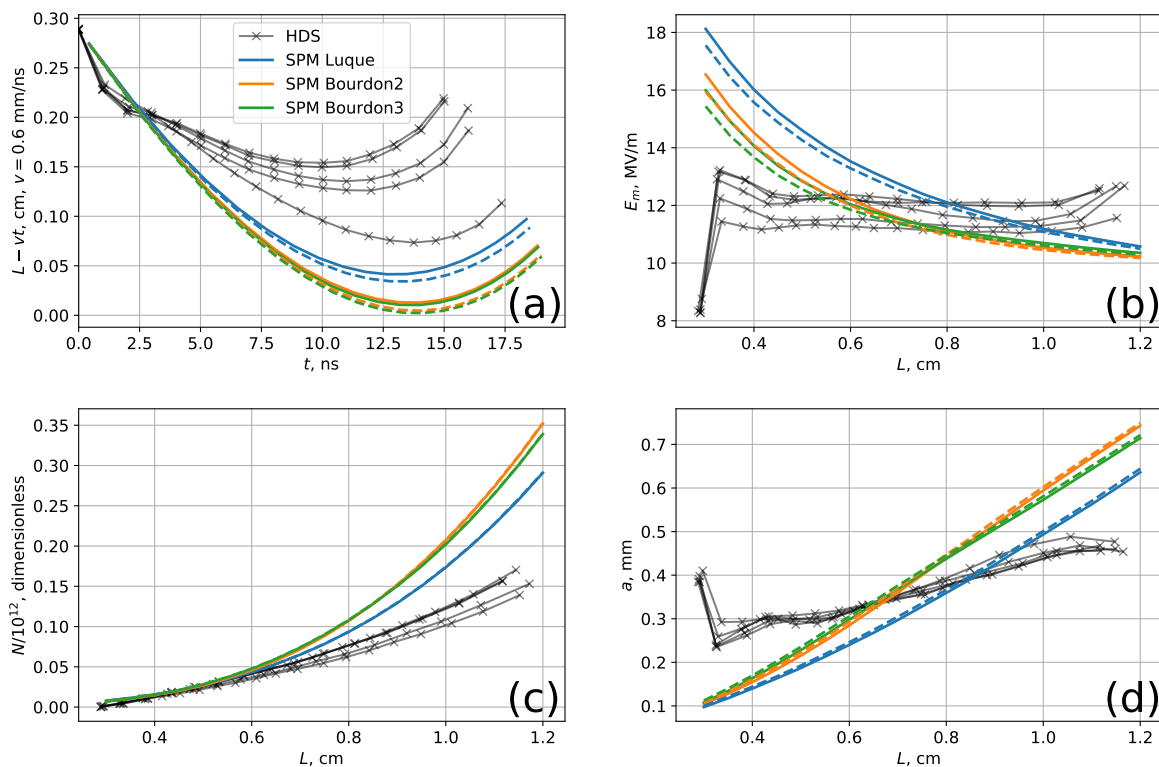 0.30
0.25
0.20
0.15
0.10
0.05
0.00
L − vt, cm, v = 0.6 mm/ns
HDS
SPM Luque
SPM Bourdon2
SPM Bourdon3
(a)
0.0 2.5 5.0 7.5 10.0 12.5 15.0 17.5
t, ns
18
16
14
12
10
8
E_m, MV/m
(b)
0.4 0.6 0.8 1.0 1.2
L, cm
0.35
0.30
0.25
0.20
0.15
0.10
0.05
0.00
N/10^12, dimensionless
(c)
0.4 0.6 0.8 1.0 1.2
L, cm
0.7
0.6
0.5
0.4
0.3
0.2
0.1
a, mm
(d)
0.4 0.6 0.8 1.0 1.2
L, cm